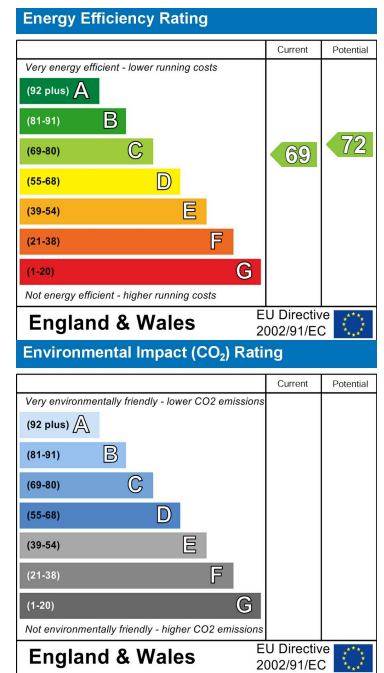 Energy Efficiency Rating
Current Potential
Very energy efficient - lower running costs
(92 plus) A
(81-91) B
(69-80) C
69 72
(55-68) D
(39-54) E
(21-38) F
(1-20) G
Not energy efficient - higher running costs
England & Wales
EU Directive
2002/91/EC
Environmental Impact (CO₂) Rating
Current Potential
Very environmentally friendly - lower CO2 emissions
(92 plus) A
(81-91) B
(69-80) C
(55-68) D
(39-54) E
(21-38) F
(1-20) G
Not environmentally friendly - higher CO2 emissions
England & Wales
EU Directive
2002/91/EC